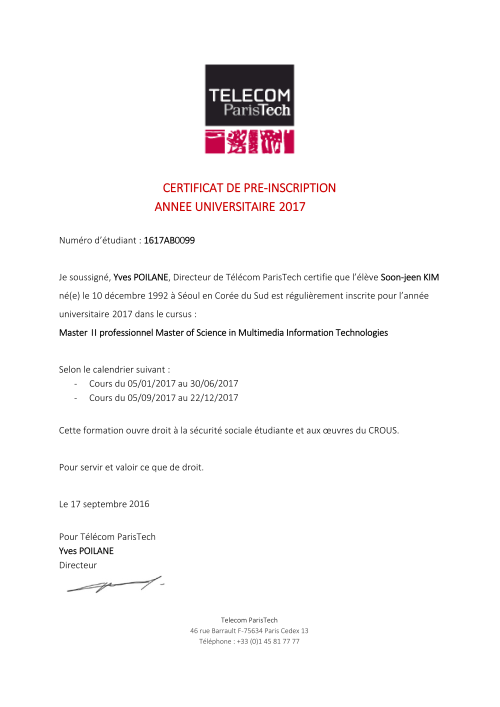 TELECOM
ParisTech
CERTIFICAT DE PRE-INSCRIPTION
ANNEE UNIVERSITAIRE 2017
Numéro d'étudiant : 1617AB0099
Je soussigné, Yves POILANE, Directeur de Télécom ParisTech certifie que l'élève Soon-jeen KIM
né(e) le 10 décembre 1992 à Séoul en Corée du Sud est régulièrement inscrite pour l'année
universitaire 2017 dans le cursus :
Master II professionnel Master of Science in Multimedia Information Technologies
Selon le calendrier suivant :
- Cours du 05/01/2017 au 30/06/2017
- Cours du 05/09/2017 au 22/12/2017
Cette formation ouvre droit à la sécurité sociale étudiante et aux œuvres du CROUS.
Pour servir et valoir ce que de droit.
Le 17 septembre 2016
Pour Télécom ParisTech
Yves POILANE
Directeur
Telecom ParisTech
46 rue Barrault F-75634 Paris Cedex 13
Téléphone : +33 (0)1 45 81 77 77